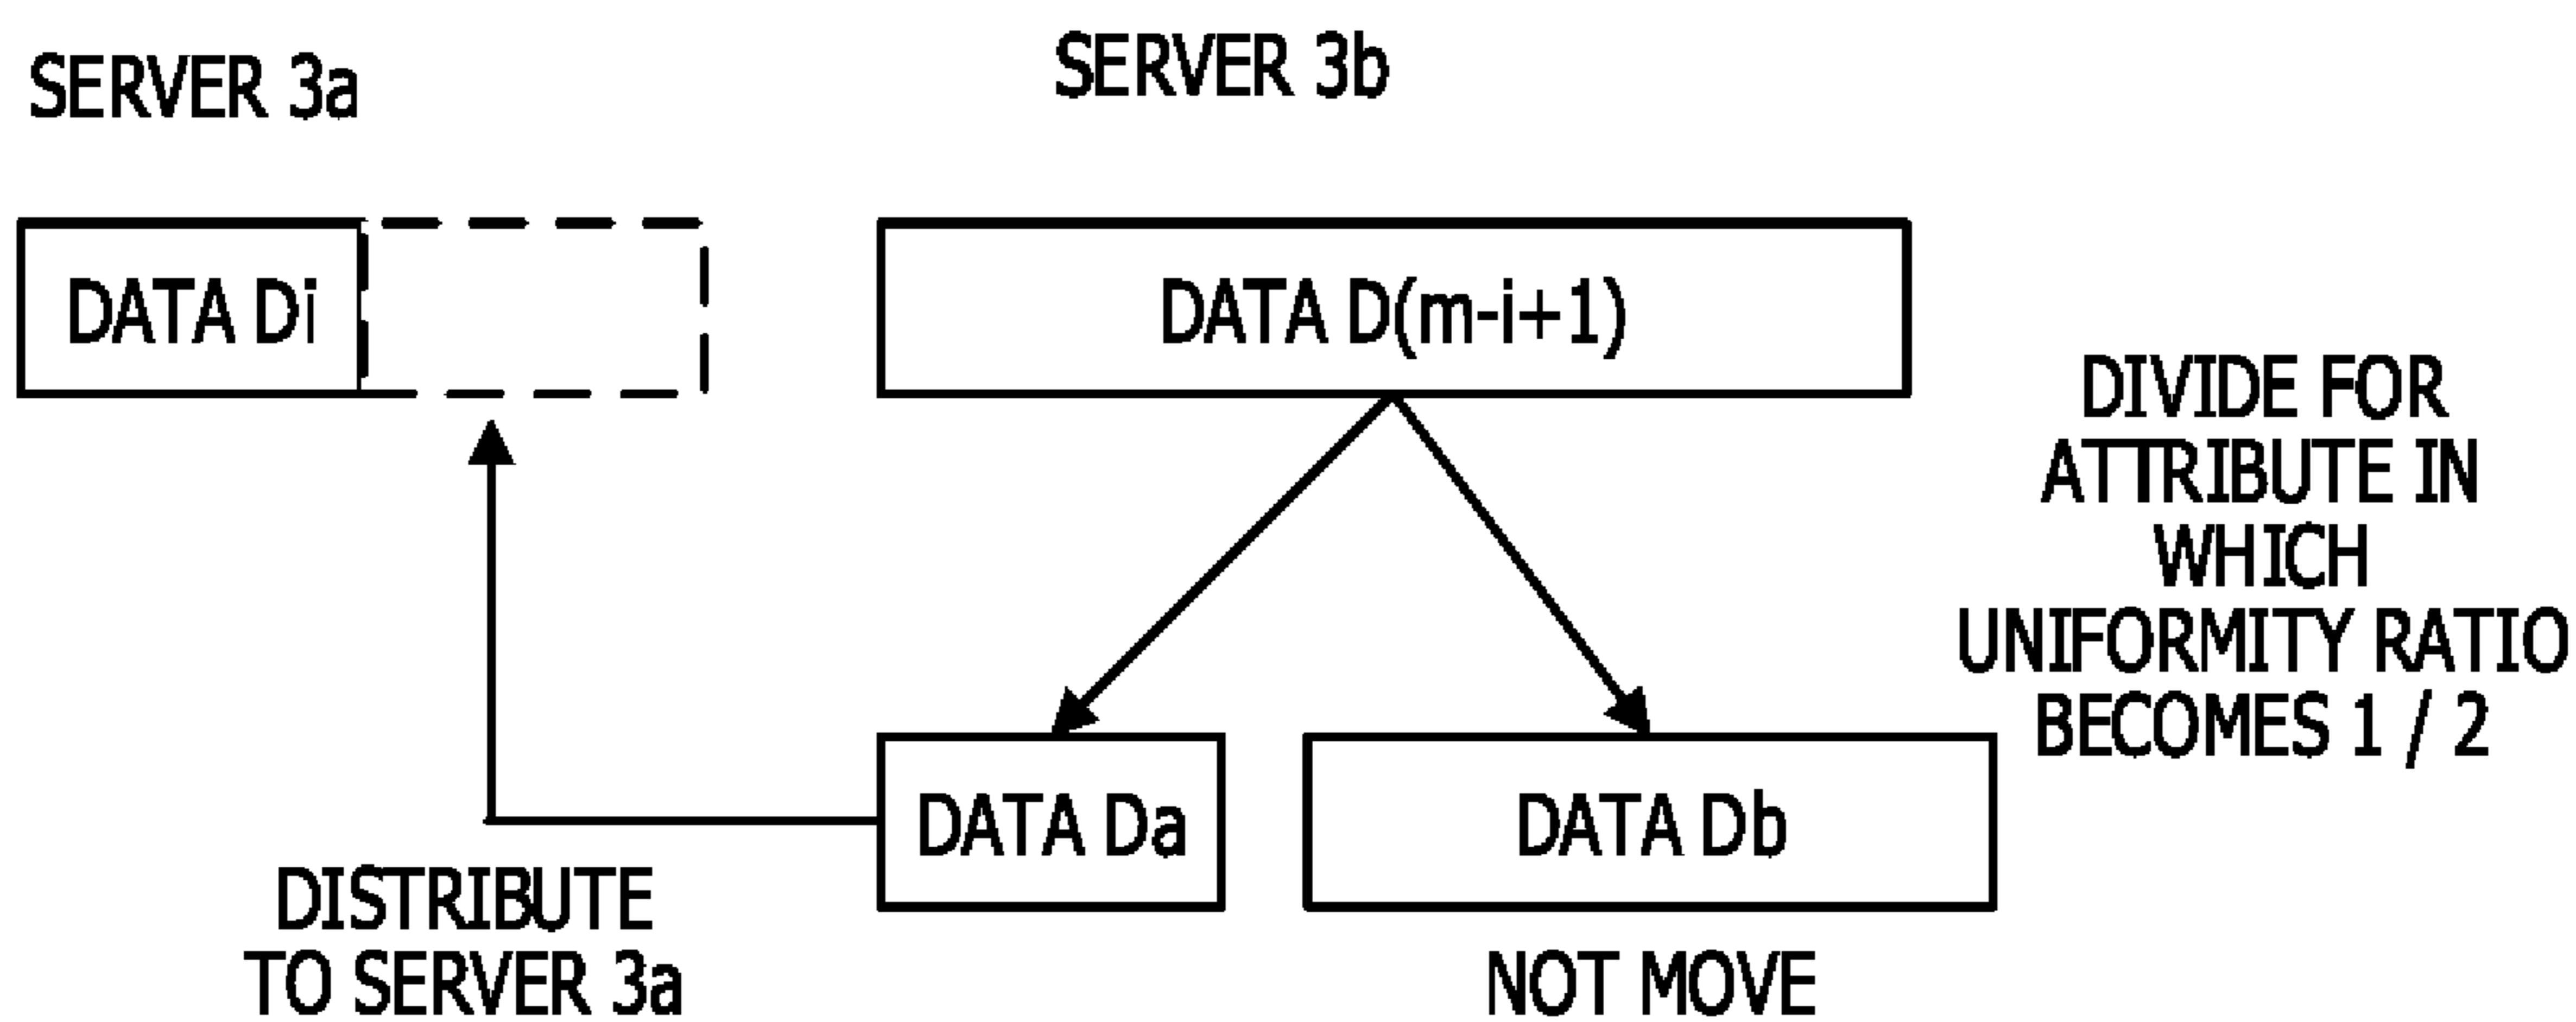 SERVER 3a
SERVER 3b
DATA Di
DATA D(m-i+1)
DIVIDE FOR
ATTRIBUTE IN
WHICH
UNIFORMITY RATIO
BECOMES 1 / 2
DATA Da
DATA Db
DISTRIBUTE
TO SERVER 3a
NOT MOVE